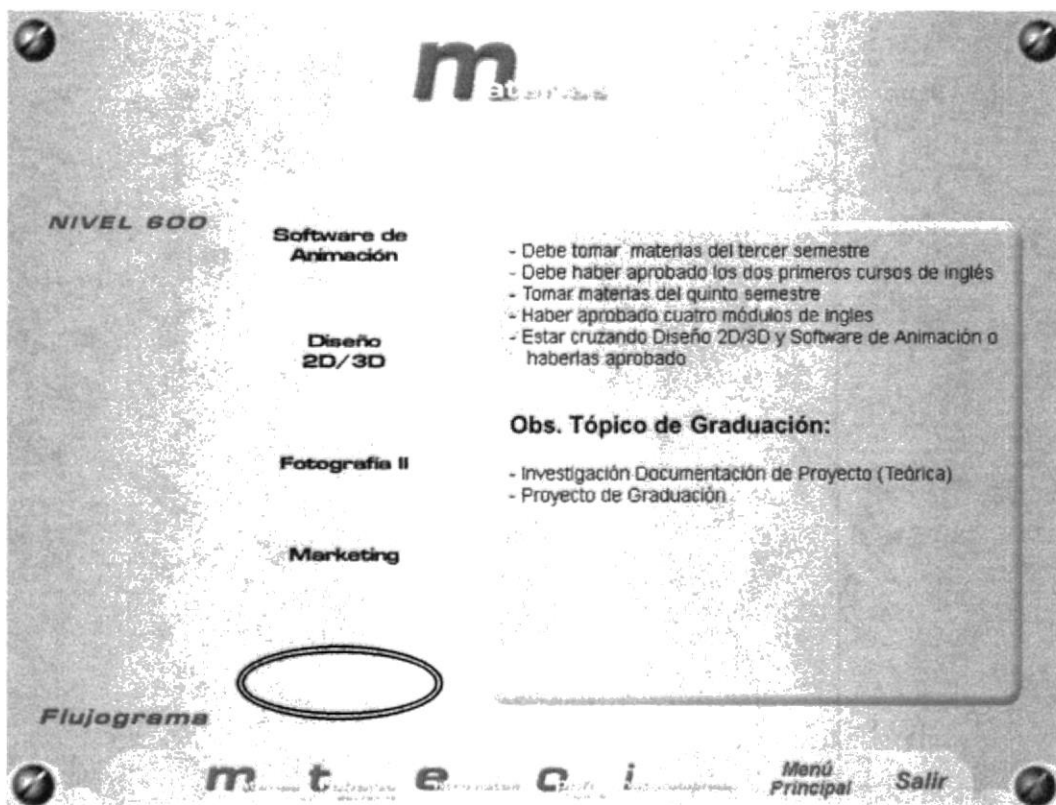 materias
NIVEL 600
Software de
Animación
Diseño
2D/3D
Fotografía II
Marketing
- Debe tomar materias del tercer semestre
- Debe haber aprobado los dos primeros cursos de inglés
- Tomar materias del quinto semestre
- Haber aprobado cuatro módulos de ingles
- Estar cruzando Diseño 2D/3D y Software de Animación o
haberlas aprobado
Obs. Tópico de Graduación:
- Investigación Documentación de Proyecto (Teórica)
- Proyecto de Graduación
Flujograma
m t e c i
Menú
Principal
Salir